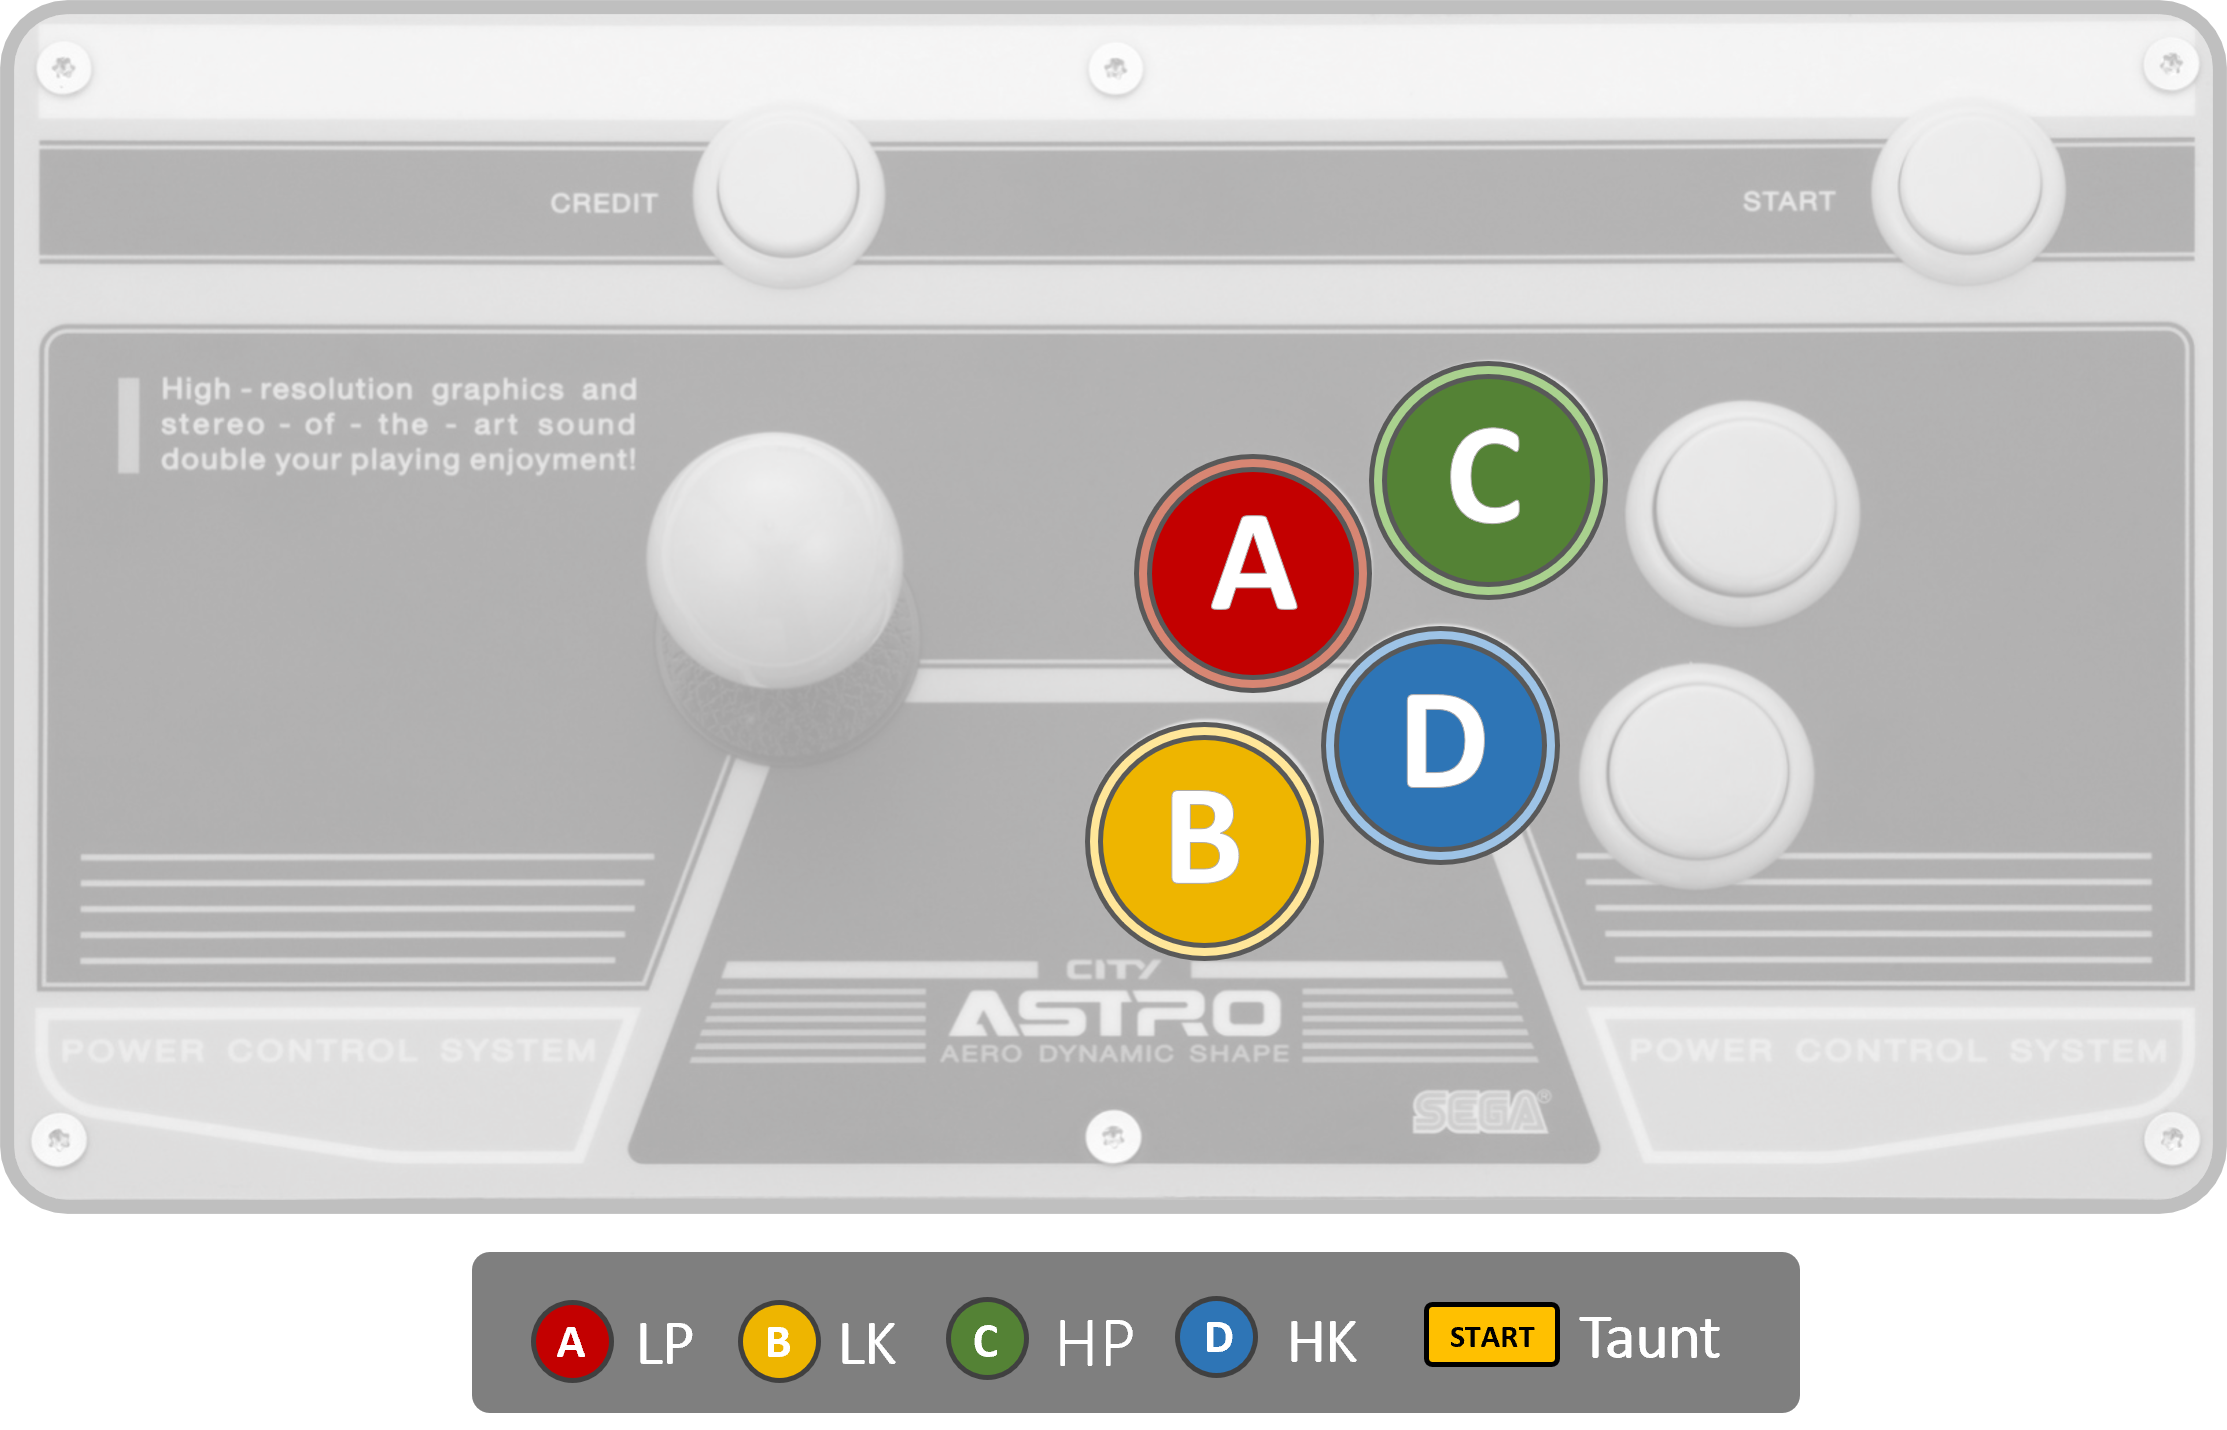 CREDIT
START
High - resolution graphics and
stereo - of - the - art sound
double your playing enjoyment!
C
A
D
B
CITY
ASTRO
AERO DYNAMIC SHAPE
POWER CONTROL SYSTEM
POWER CONTROL SYSTEM
SEGA®
A LP B LK C HP D HK START Taunt